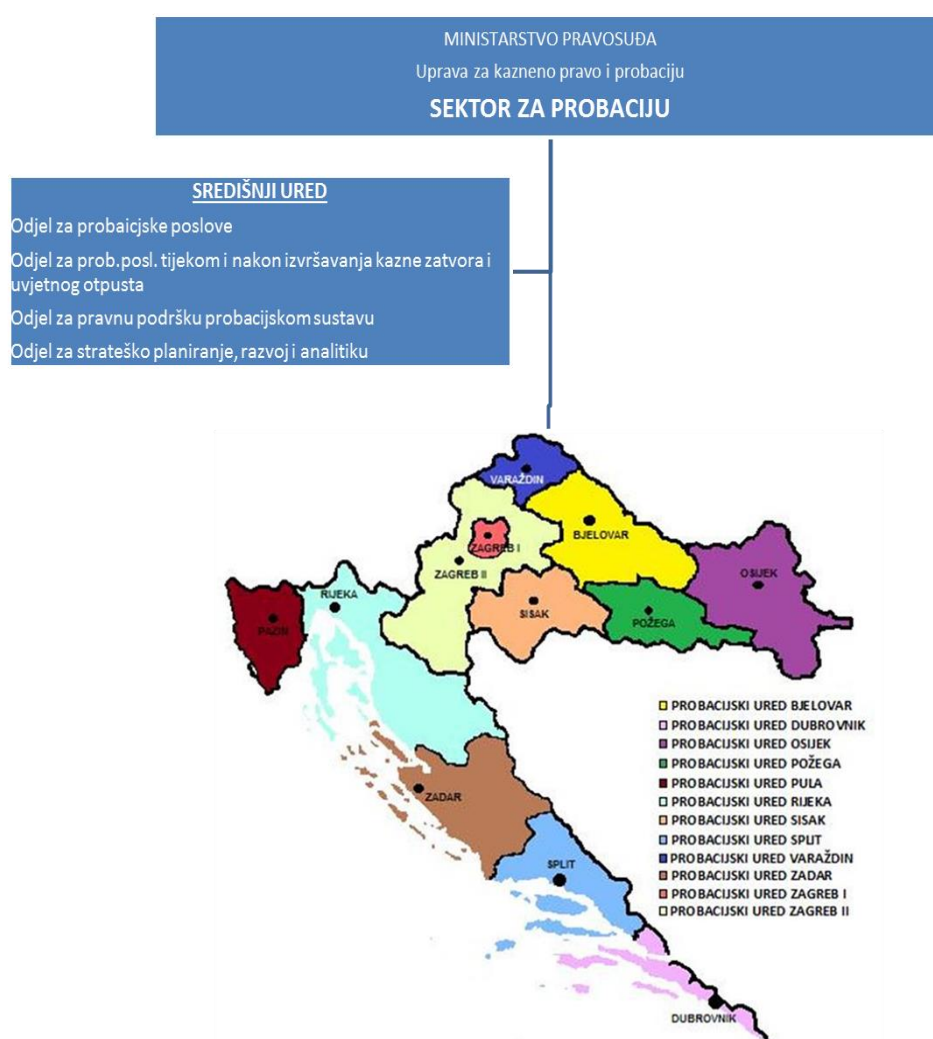 MINISTARSTVO PRAVOSUĐA
Uprava za kazneno pravo i probaciju
SEKTOR ZA PROBACIJU
SREDIŠNJI URED
Odjel za probaicjske poslove
Odjel za prob.posl. tijekom i nakon izvršavanja kazne zatvora i
uvjetnog otpusta
Odjel za pravnu podršku probacijskom sustavu
Odjel za strateško planiranje, razvoj i analitiku
VARAŽDIN
BJELOVAR
ZAGREB I
ZAGREB II
OSIJEK
RIJEKA
SISAK
POŽEGA
PAZIN
ZADAR
SPLIT
DUBROVNIK
PROBACIJSKI URED BJELOVAR
PROBACIJSKI URED DUBROVNIK
PROBACIJSKI URED OSIJEK
PROBACIJSKI URED POŽEGA
PROBACIJSKI URED PULA
PROBACIJSKI URED RIJEKA
PROBACIJSKI URED SISAK
PROBACIJSKI URED SPLIT
PROBACIJSKI URED VARAŽDIN
PROBACIJSKI URED ZADAR
PROBACIJSKI URED ZAGREB I
PROBACIJSKI URED ZAGREB II